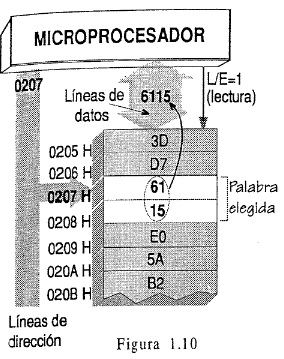 MICROPROCESADOR
0207
Líneas de
datos
6115
L/E=1
(lectura)
0205 H
3D
0206 H
D7
0207 H
61
Palabra
elegida
0208 H
15
0209 H
E0
020A H
5A
020B H
B2
Líneas de
dirección
Figura 1.10